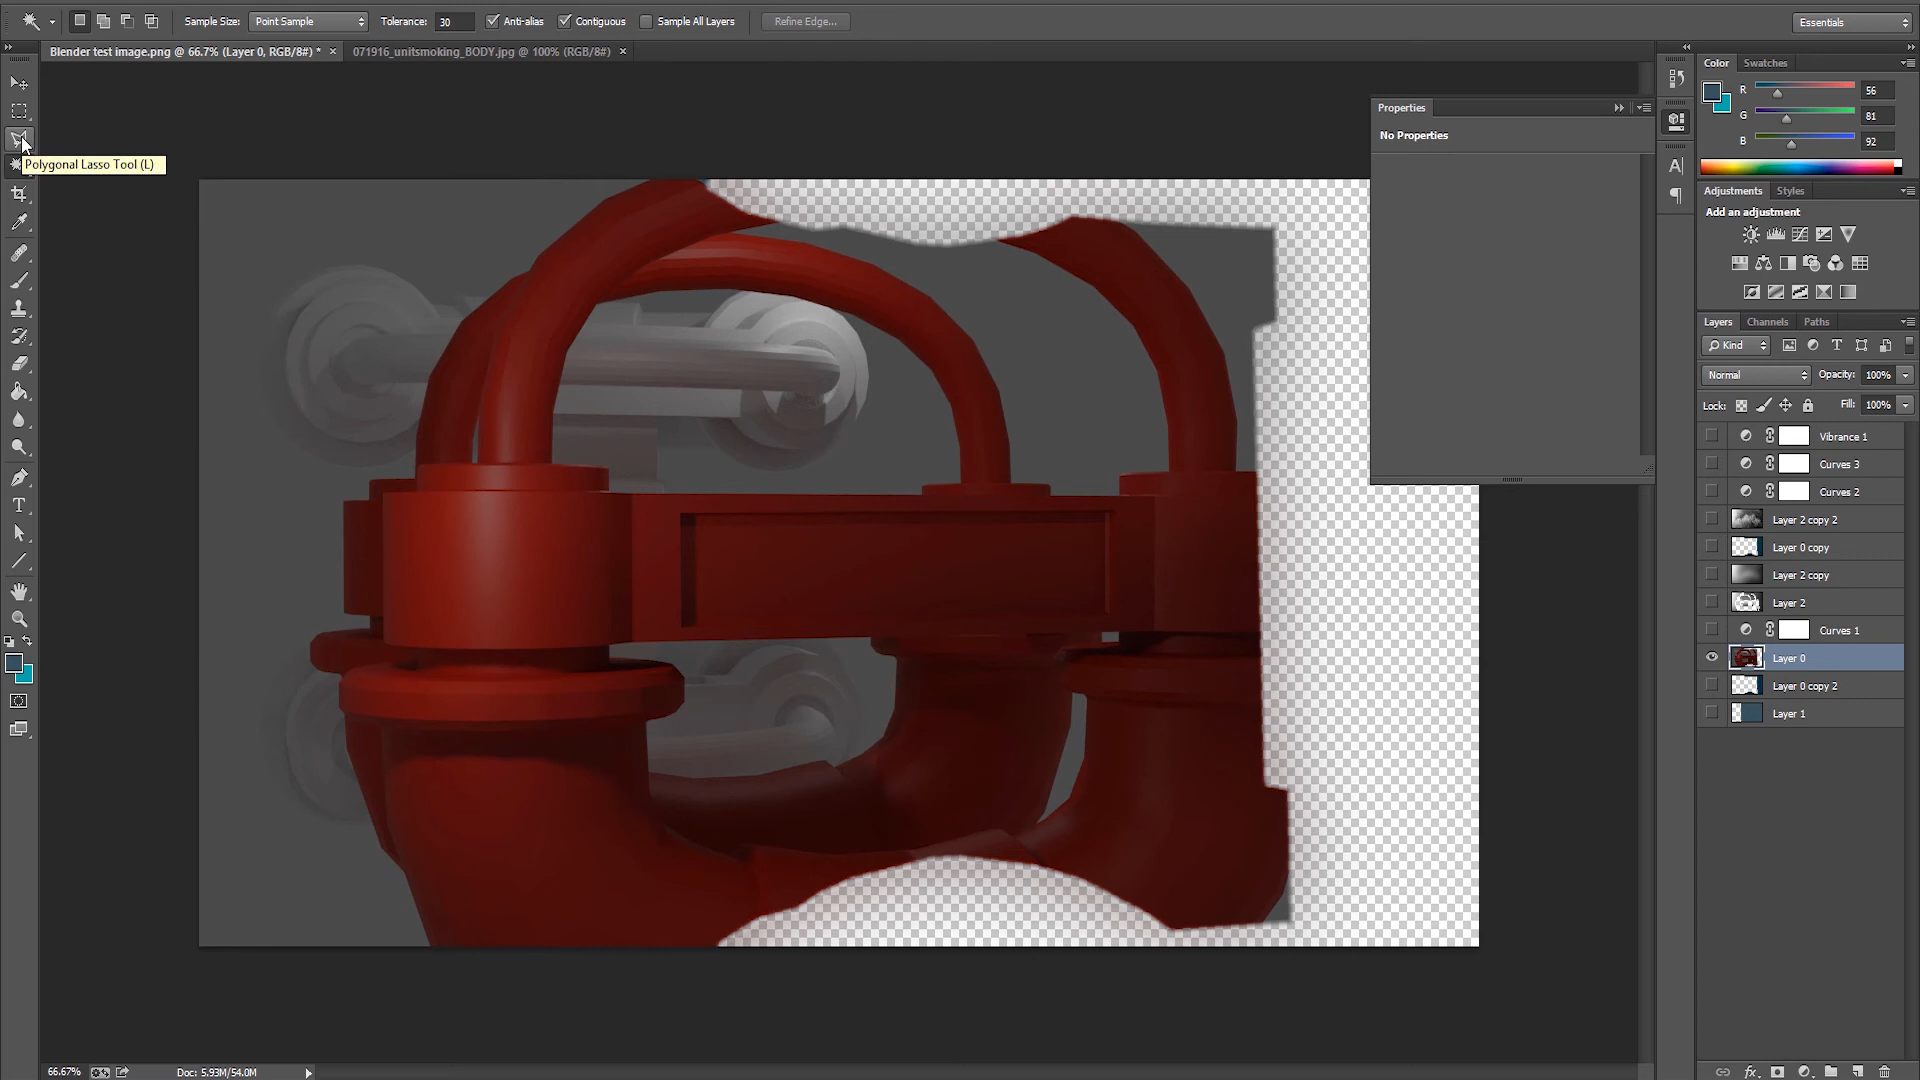 Sample Size: Point Sample Tolerance: 30 Anti-alias Contiguous Sample All Layers Refine Edge... Essentials
Blender test image.png @ 66.7% (Layer 0, RGB/8#) * × 071916_unitsmoking_BODY.jpg @ 100% (RGB/8#) ×
Polygonal Lasso Tool (L)
T
Properties
No Properties
A
Color Swatches
R 56
G 81
B 92
Adjustments Styles
Add an adjustment
Layers Channels Paths
Kind T
Normal Opacity: 100%
Lock: Fill: 100%
Vibrance 1
Curves 3
Curves 2
Layer 2 copy 2
Layer 0 copy
Layer 2 copy
Layer 2
Curves 1
Layer 0
Layer 0 copy 2
Layer 1
fx
66.67% Doc: 5.93M/54.0M